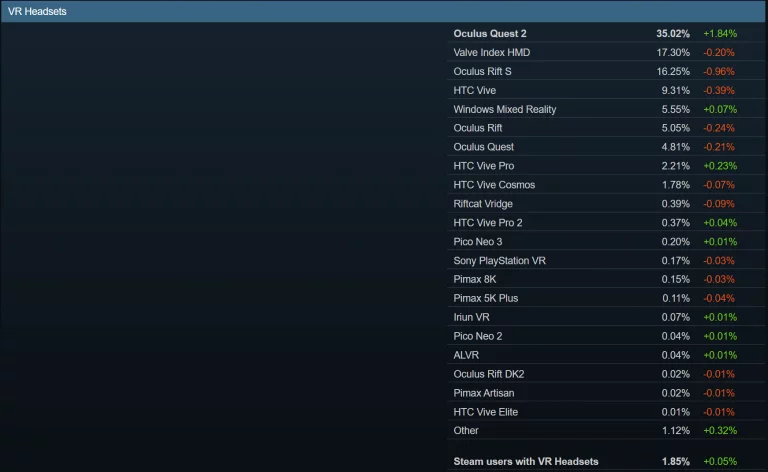 VR Headsets
Oculus Quest 2 35.02% +1.84%
Valve Index HMD 17.30% -0.20%
Oculus Rift S 16.25% -0.96%
HTC Vive 9.31% -0.39%
Windows Mixed Reality 5.55% +0.07%
Oculus Rift 5.05% -0.24%
Oculus Quest 4.81% -0.21%
HTC Vive Pro 2.21% +0.23%
HTC Vive Cosmos 1.78% -0.07%
Riftcat Vridge 0.39% -0.09%
HTC Vive Pro 2 0.37% +0.04%
Pico Neo 3 0.20% +0.01%
Sony PlayStation VR 0.17% -0.03%
Pimax 8K 0.15% -0.03%
Pimax 5K Plus 0.11% -0.04%
Iriun VR 0.07% +0.01%
Pico Neo 2 0.04% +0.01%
ALVR 0.04% +0.01%
Oculus Rift DK2 0.02% -0.01%
Pimax Artisan 0.02% -0.01%
HTC Vive Elite 0.01% -0.01%
Other 1.12% +0.32%
Steam users with VR Headsets 1.85% +0.05%